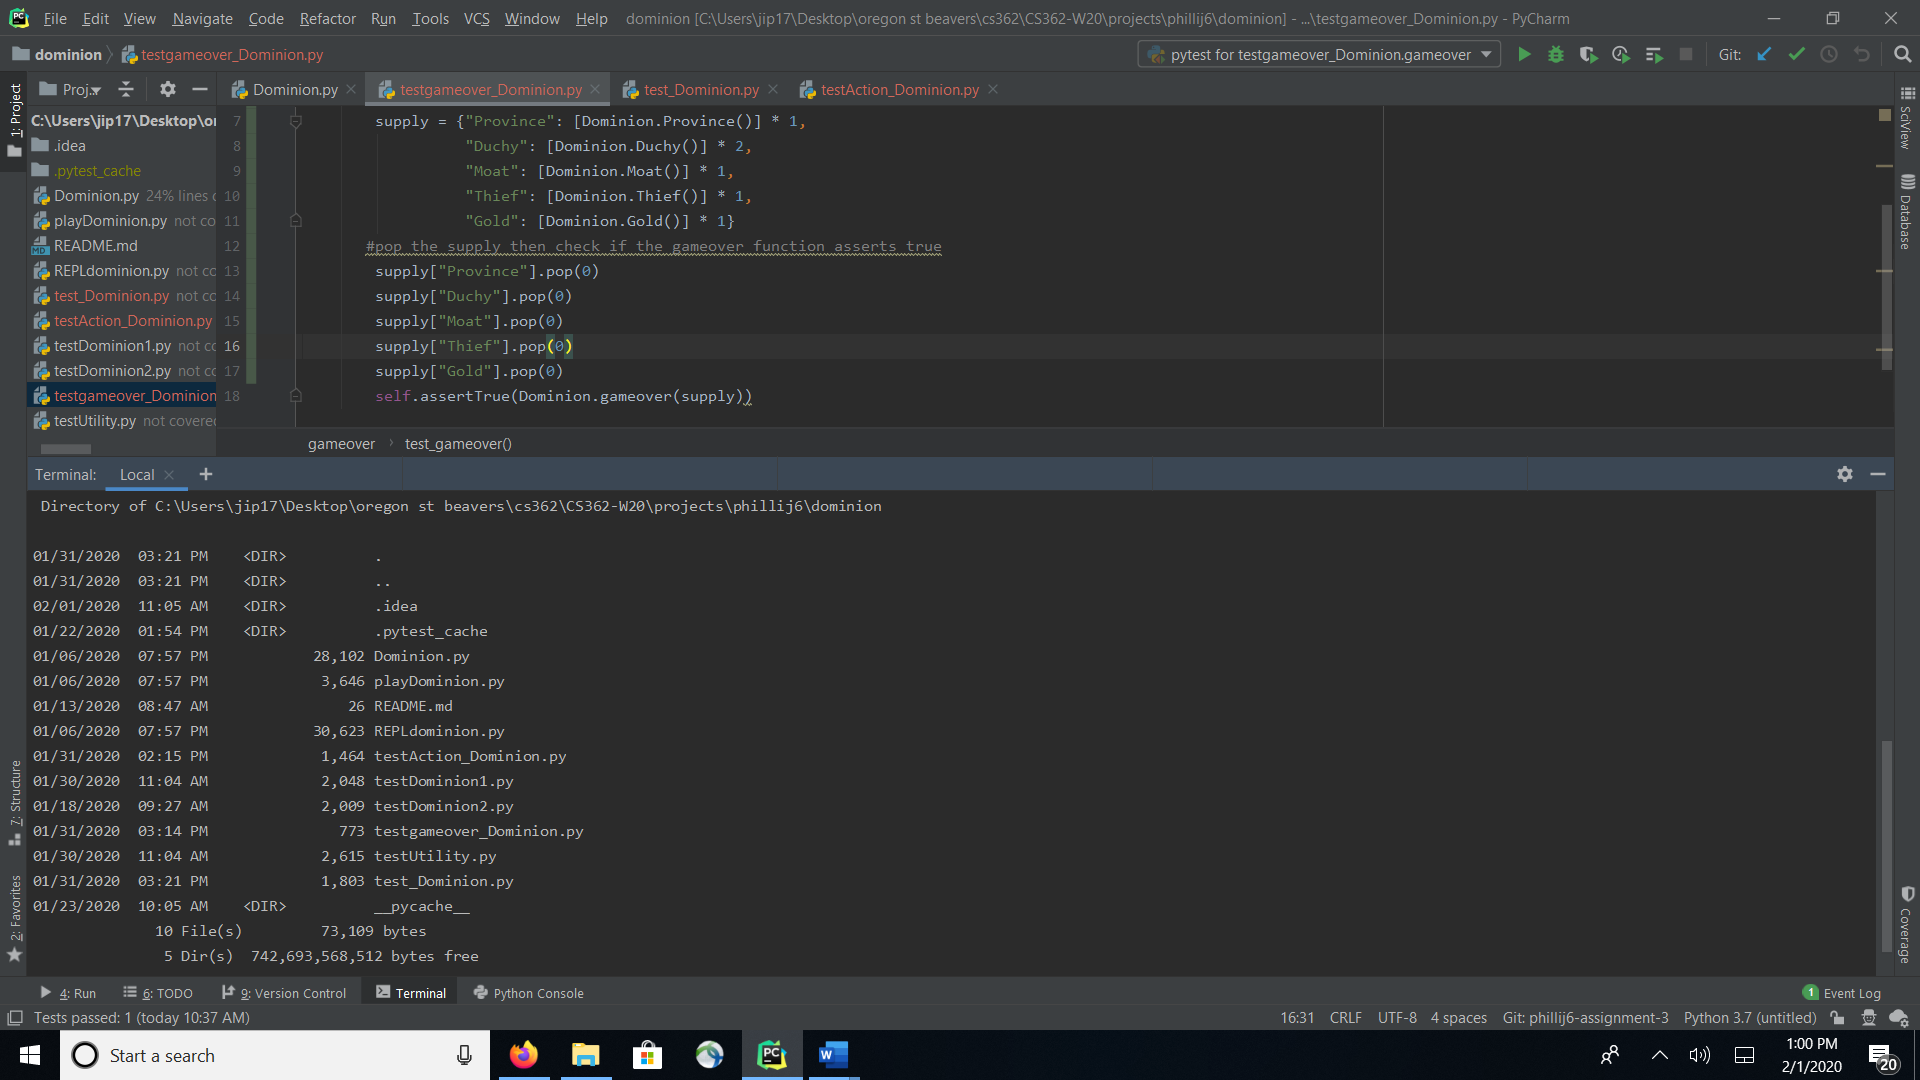 File Edit View Navigate Code Refactor Run Tools VCS Window Help dominion [C:\Users\jip17\Desktop\oregon st beavers\cs362\CS362-W20\projects\phillij6\dominion] - ...\testgameover_Dominion.py - PyCharm
dominion testgameover_Dominion.py pytest for testgameover_Dominion.gameover Git:
1: Project
Proj.
Dominion.py testgameover_Dominion.py test_Dominion.py testAction_Dominion.py
C:\Users\jip17\Desktop\or
.idea
.pytest_cache
Dominion.py 24% lines c
playDominion.py not co
README.md
REPLdominion.py not cc
test_Dominion.py not co
testAction_Dominion.py
testDominion1.py not cc
testDominion2.py not cc
testgameover_Dominion
testUtility.py not covered
7 supply = {"Province": [Dominion.Province()] * 1,
8 "Duchy": [Dominion.Duchy()] * 2,
9 "Moat": [Dominion.Moat()] * 1,
10 "Thief": [Dominion.Thief()] * 1,
11 "Gold": [Dominion.Gold()] * 1}
12 #pop the supply then check if the gameover function asserts true
13 supply["Province"].pop(0)
14 supply["Duchy"].pop(0)
15 supply["Moat"].pop(0)
16 supply["Thief"].pop(0)
17 supply["Gold"].pop(0)
18 self.assertTrue(Dominion.gameover(supply))
gameover test_gameover()
SciView
Database
Terminal: Local
Directory of C:\Users\jip17\Desktop\oregon st beavers\cs362\CS362-W20\projects\phillij6\dominion
01/31/2020 03:21 PM <DIR> .
01/31/2020 03:21 PM <DIR> ..
02/01/2020 11:05 AM <DIR> .idea
01/22/2020 01:54 PM <DIR> .pytest_cache
01/06/2020 07:57 PM 28,102 Dominion.py
01/06/2020 07:57 PM 3,646 playDominion.py
01/13/2020 08:47 AM 26 README.md
01/06/2020 07:57 PM 30,623 REPLdominion.py
01/31/2020 02:15 PM 1,464 testAction_Dominion.py
01/30/2020 11:04 AM 2,048 testDominion1.py
01/18/2020 09:27 AM 2,009 testDominion2.py
01/31/2020 03:14 PM 773 testgameover_Dominion.py
01/30/2020 11:04 AM 2,615 testUtility.py
01/31/2020 03:21 PM 1,803 test_Dominion.py
01/23/2020 10:05 AM <DIR> __pycache__
10 File(s) 73,109 bytes
5 Dir(s) 742,693,568,512 bytes free
7: Structure
2: Favorites
Coverage
4: Run 6: TODO 9: Version Control Terminal Python Console 1 Event Log
Tests passed: 1 (today 10:37 AM) 16:31 CRLF UTF-8 4 spaces Git: phillij6-assignment-3 Python 3.7 (untitled)
Start a search
1:00 PM
2/1/2020
20